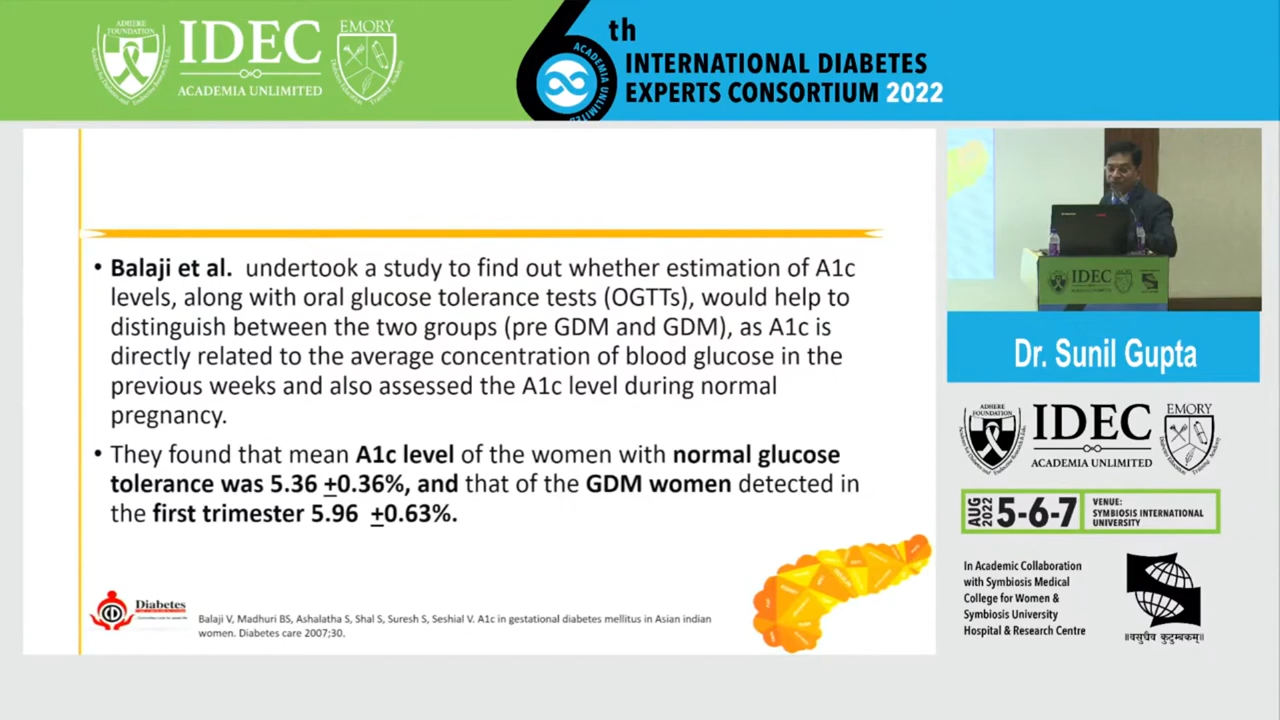 ADHERE
FOUNDATION
IDEC
ACADEMIA UNLIMITED
EMORY
6th
ACADEMIA UNLIMITED
INTERNATIONAL DIABETES
EXPERTS CONSORTIUM 2022
• Balaji et al.  undertook a study to find out whether estimation of A1c
levels, along with oral glucose tolerance tests (OGTTs), would help to
distinguish between the two groups (pre GDM and GDM), as A1c is
directly related to the average concentration of blood glucose in the
previous weeks and also assessed the A1c level during normal
pregnancy.
• They found that mean A1c level of the women with normal glucose
tolerance was 5.36 ±0.36%, and that of the GDM women detected in
the first trimester 5.96 ±0.63%.
Diabetes
Balaji V, Madhuri BS, Ashalatha S, Shal S, Suresh S, Seshial V. A1c in gestational diabetes mellitus in Asian indian
women. Diabetes care 2007;30.
IDEC
Dr. Sunil Gupta
ADHERE
FOUNDATION
IDEC
ACADEMIA UNLIMITED
EMORY
AUG
2022
5-6-7
VENUE:
SYMBIOSIS INTERNATIONAL
UNIVERSITY
In Academic Collaboration
with Symbiosis Medical
College for Women &
Symbiosis University
Hospital & Research Centre
॥वसुधैव कुटुम्बकम्॥